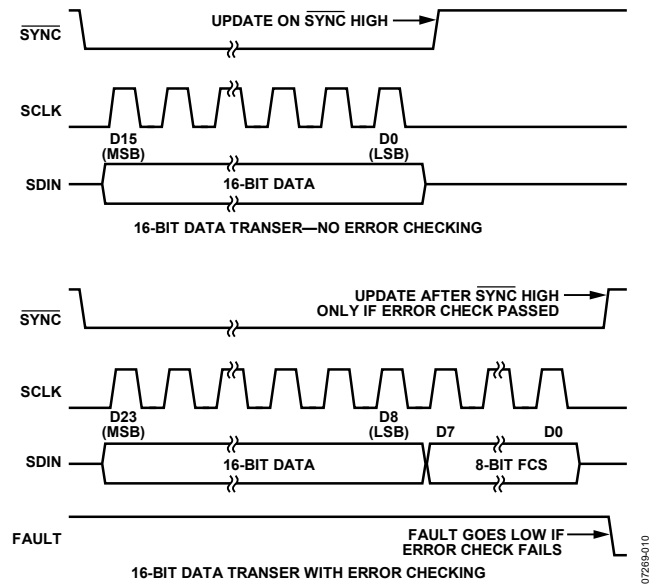 UPDATE ON SYNC HIGH
SYNC
SCLK
D15
(MSB)
D0
(LSB)
SDIN
16-BIT DATA
16-BIT DATA TRANSER—NO ERROR CHECKING
UPDATE AFTER SYNC HIGH
ONLY IF ERROR CHECK PASSED
SYNC
SCLK
D23
(MSB)
D8
(LSB)
D7
D0
SDIN
16-BIT DATA
8-BIT FCS
FAULT
FAULT GOES LOW IF
ERROR CHECK FAILS
16-BIT DATA TRANSER WITH ERROR CHECKING
07269-010